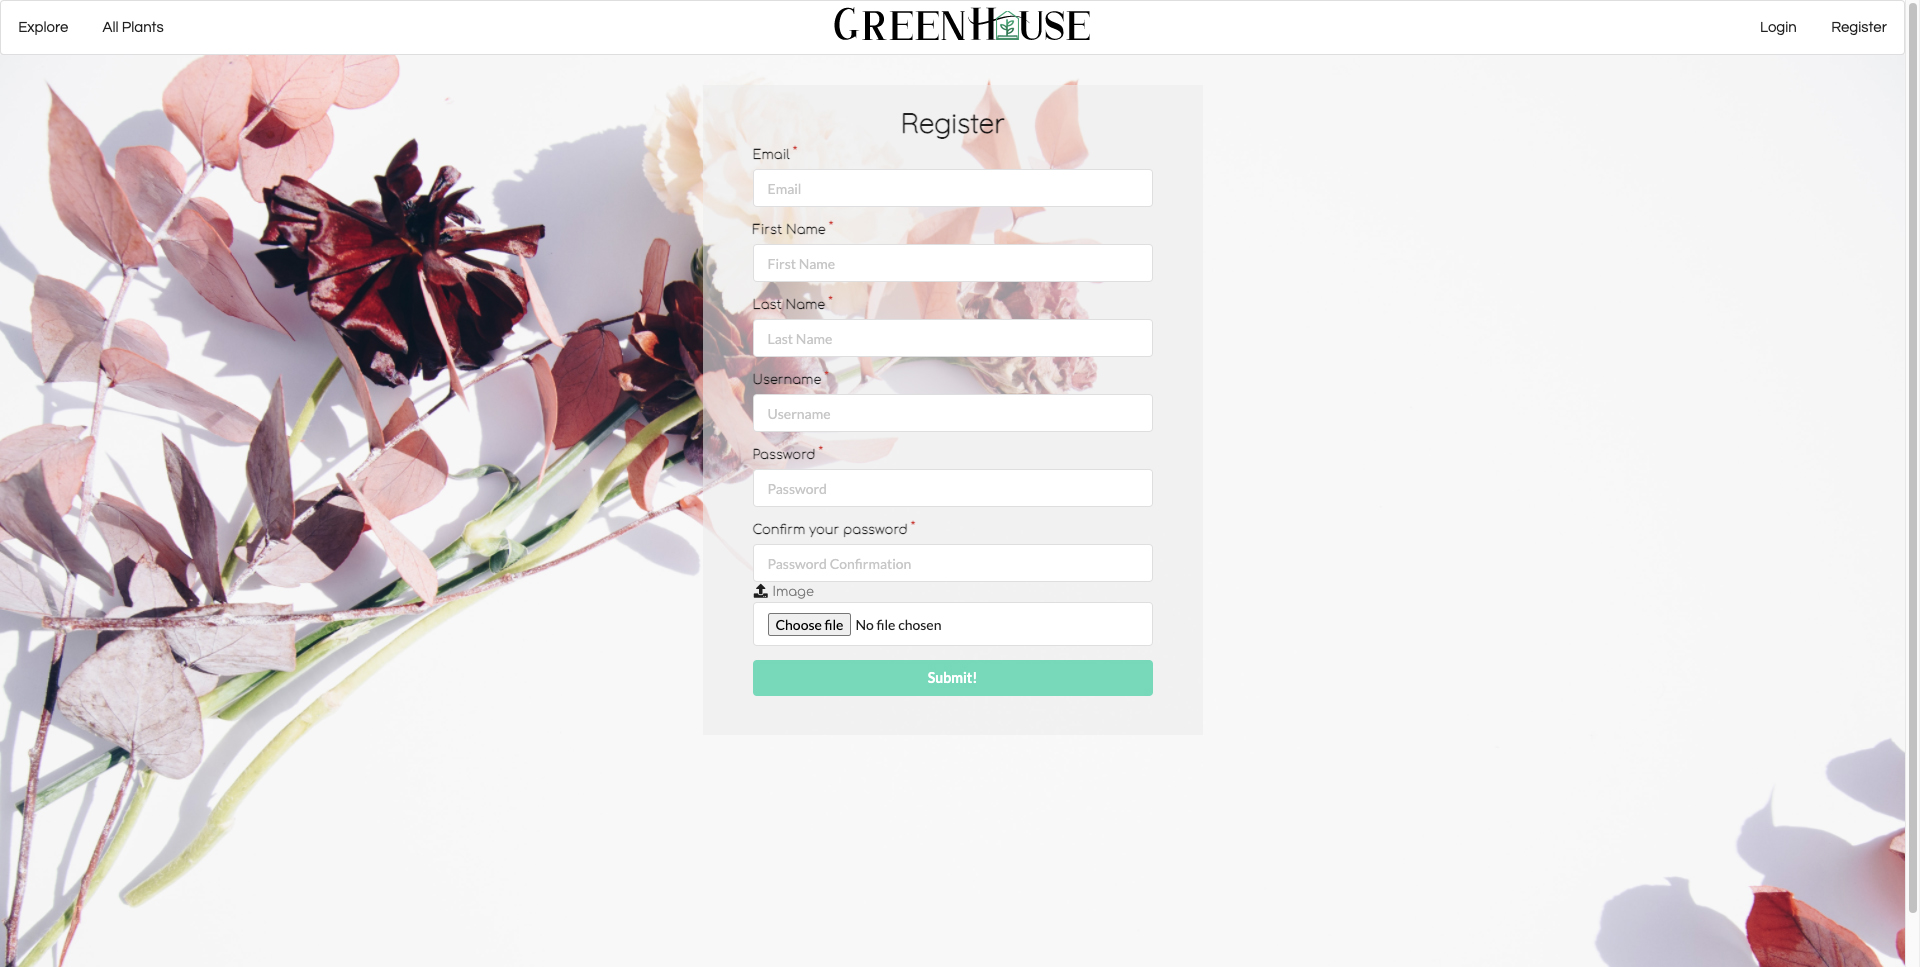 Explore
All Plants
GREENHOUSE
Login
Register
Register
Email *
Email
First Name *
First Name
Last Name *
Last Name
Username *
Username
Password *
Password
Confirm your password *
Password Confirmation
Image
Choose file No file chosen
Submit!